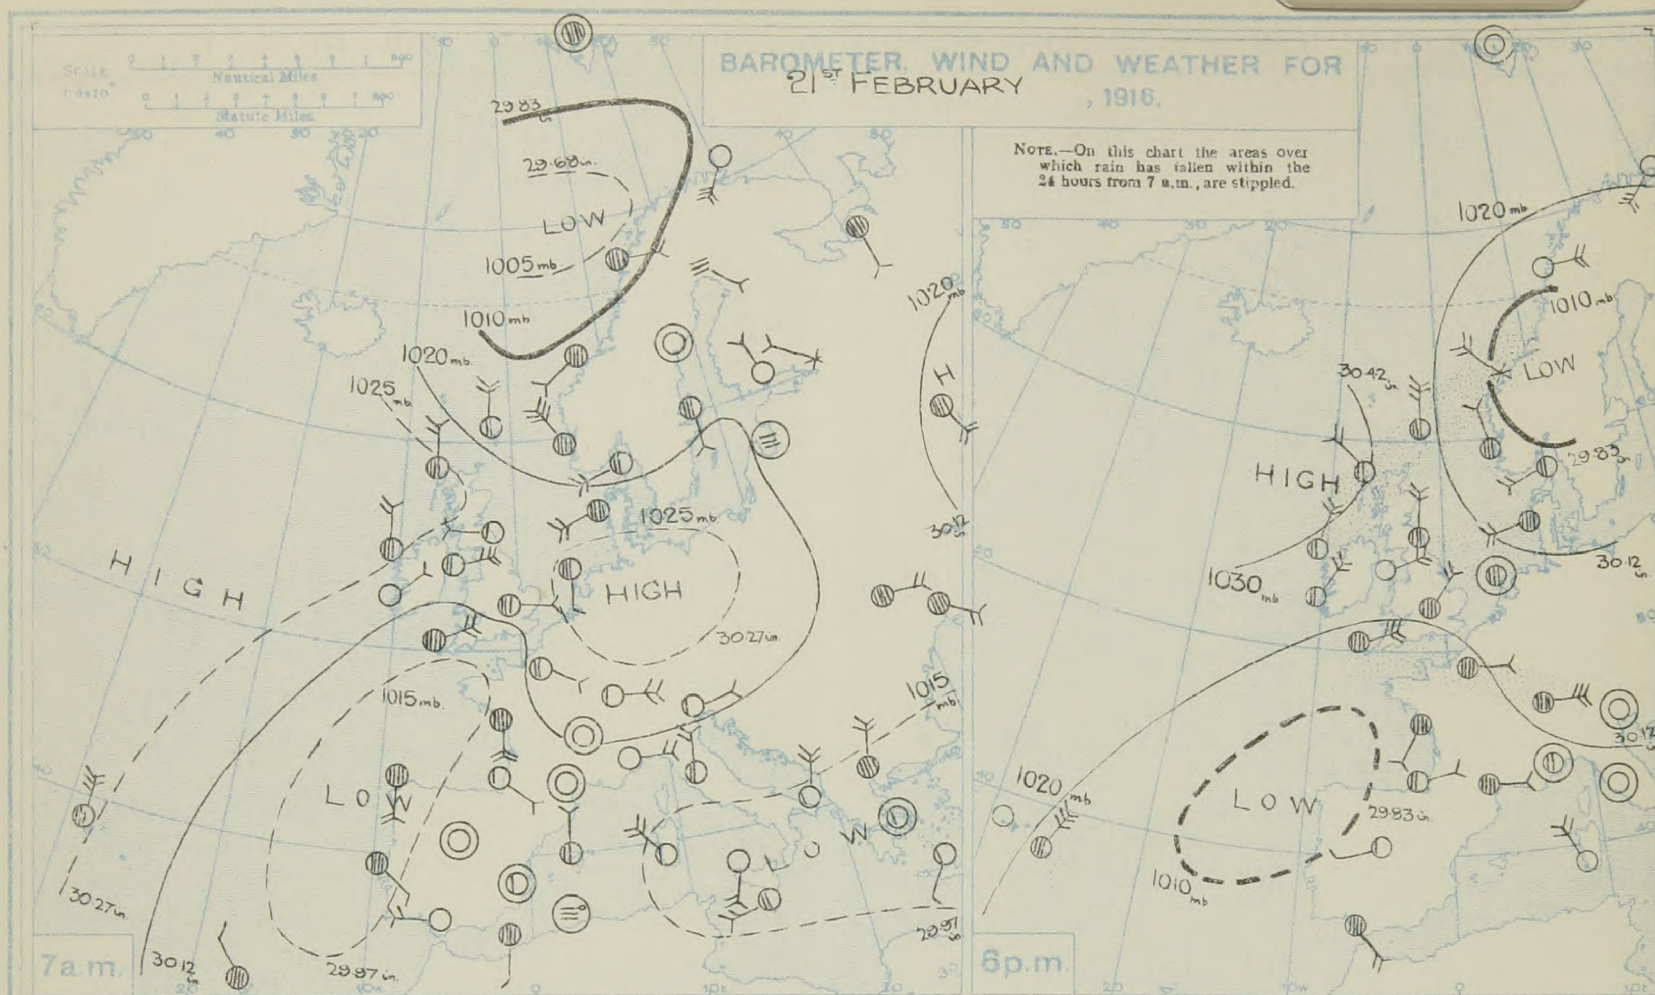 BAROMETER, WIND AND WEATHER FOR
21ST FEBRUARY , 1916.
SCALE
Nautical Miles
Statute Miles
NOTE.—On this chart the areas over
which rain has fallen within the
24 hours from 7 a.m., are stippled.
29.83 in
29.68 in.
LOW
1005 mb.
1010 mb
1020 mb.
1025 mb.
1020 mb
H
30.12 in
1025 mb.
HIGH
30.27 in.
HIGH
1015 mb.
LOW
1015 mb
LOW
30.27 in.
30.12 in
29.97 in.
29.97 in
7 a.m.
1020 mb
1010 mb
LOW
30.42 in
HIGH
29.83 in
1030 mb
30.12 in.
1020 mb
LOW
29.83 in.
30.12 in
1010 mb
6 p.m.